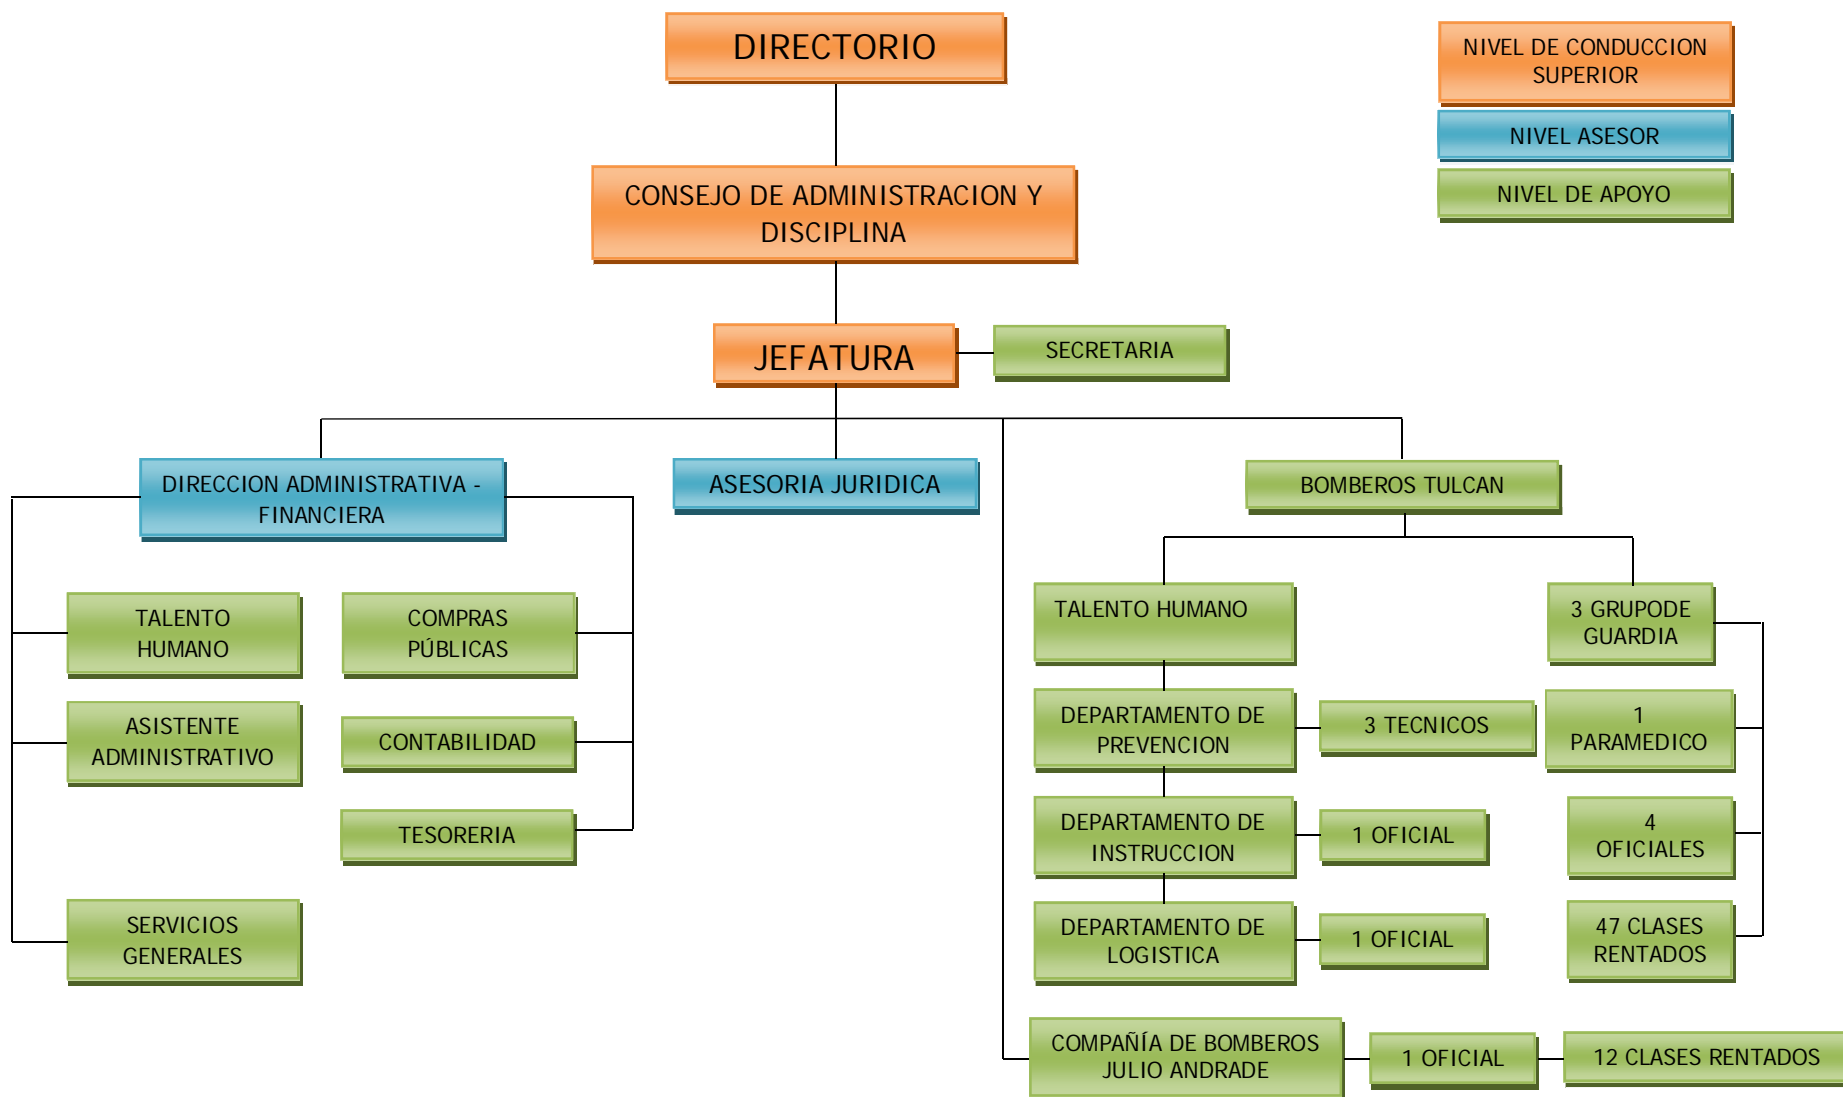 DIRECTORIO
NIVEL DE CONDUCCION
SUPERIOR
NIVEL ASESOR
NIVEL DE APOYO
CONSEJO DE ADMINISTRACION Y
DISCIPLINA
JEFATURA
SECRETARIA
DIRECCION ADMINISTRATIVA -
FINANCIERA
ASESORIA JURIDICA
BOMBEROS TULCAN
TALENTO
HUMANO
COMPRAS
PÚBLICAS
ASISTENTE
ADMINISTRATIVO
CONTABILIDAD
TESORERIA
SERVICIOS
GENERALES
TALENTO HUMANO
3 GRUPODE
GUARDIA
DEPARTAMENTO DE
PREVENCION
3 TECNICOS
1
PARAMEDICO
DEPARTAMENTO DE
INSTRUCCION
1 OFICIAL
4
OFICIALES
DEPARTAMENTO DE
LOGISTICA
1 OFICIAL
47 CLASES
RENTADOS
COMPAÑÍA DE BOMBEROS
JULIO ANDRADE
1 OFICIAL
12 CLASES RENTADOS